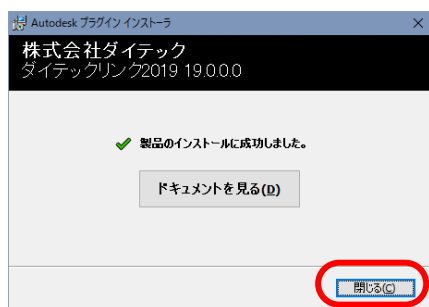 Autodesk プラグイン インストーラ
株式会社ダイテック
ダイテックリンク2019 19.0.0.0
製品のインストールに成功しました。
ドキュメントを見る(D)
閉じる(C)